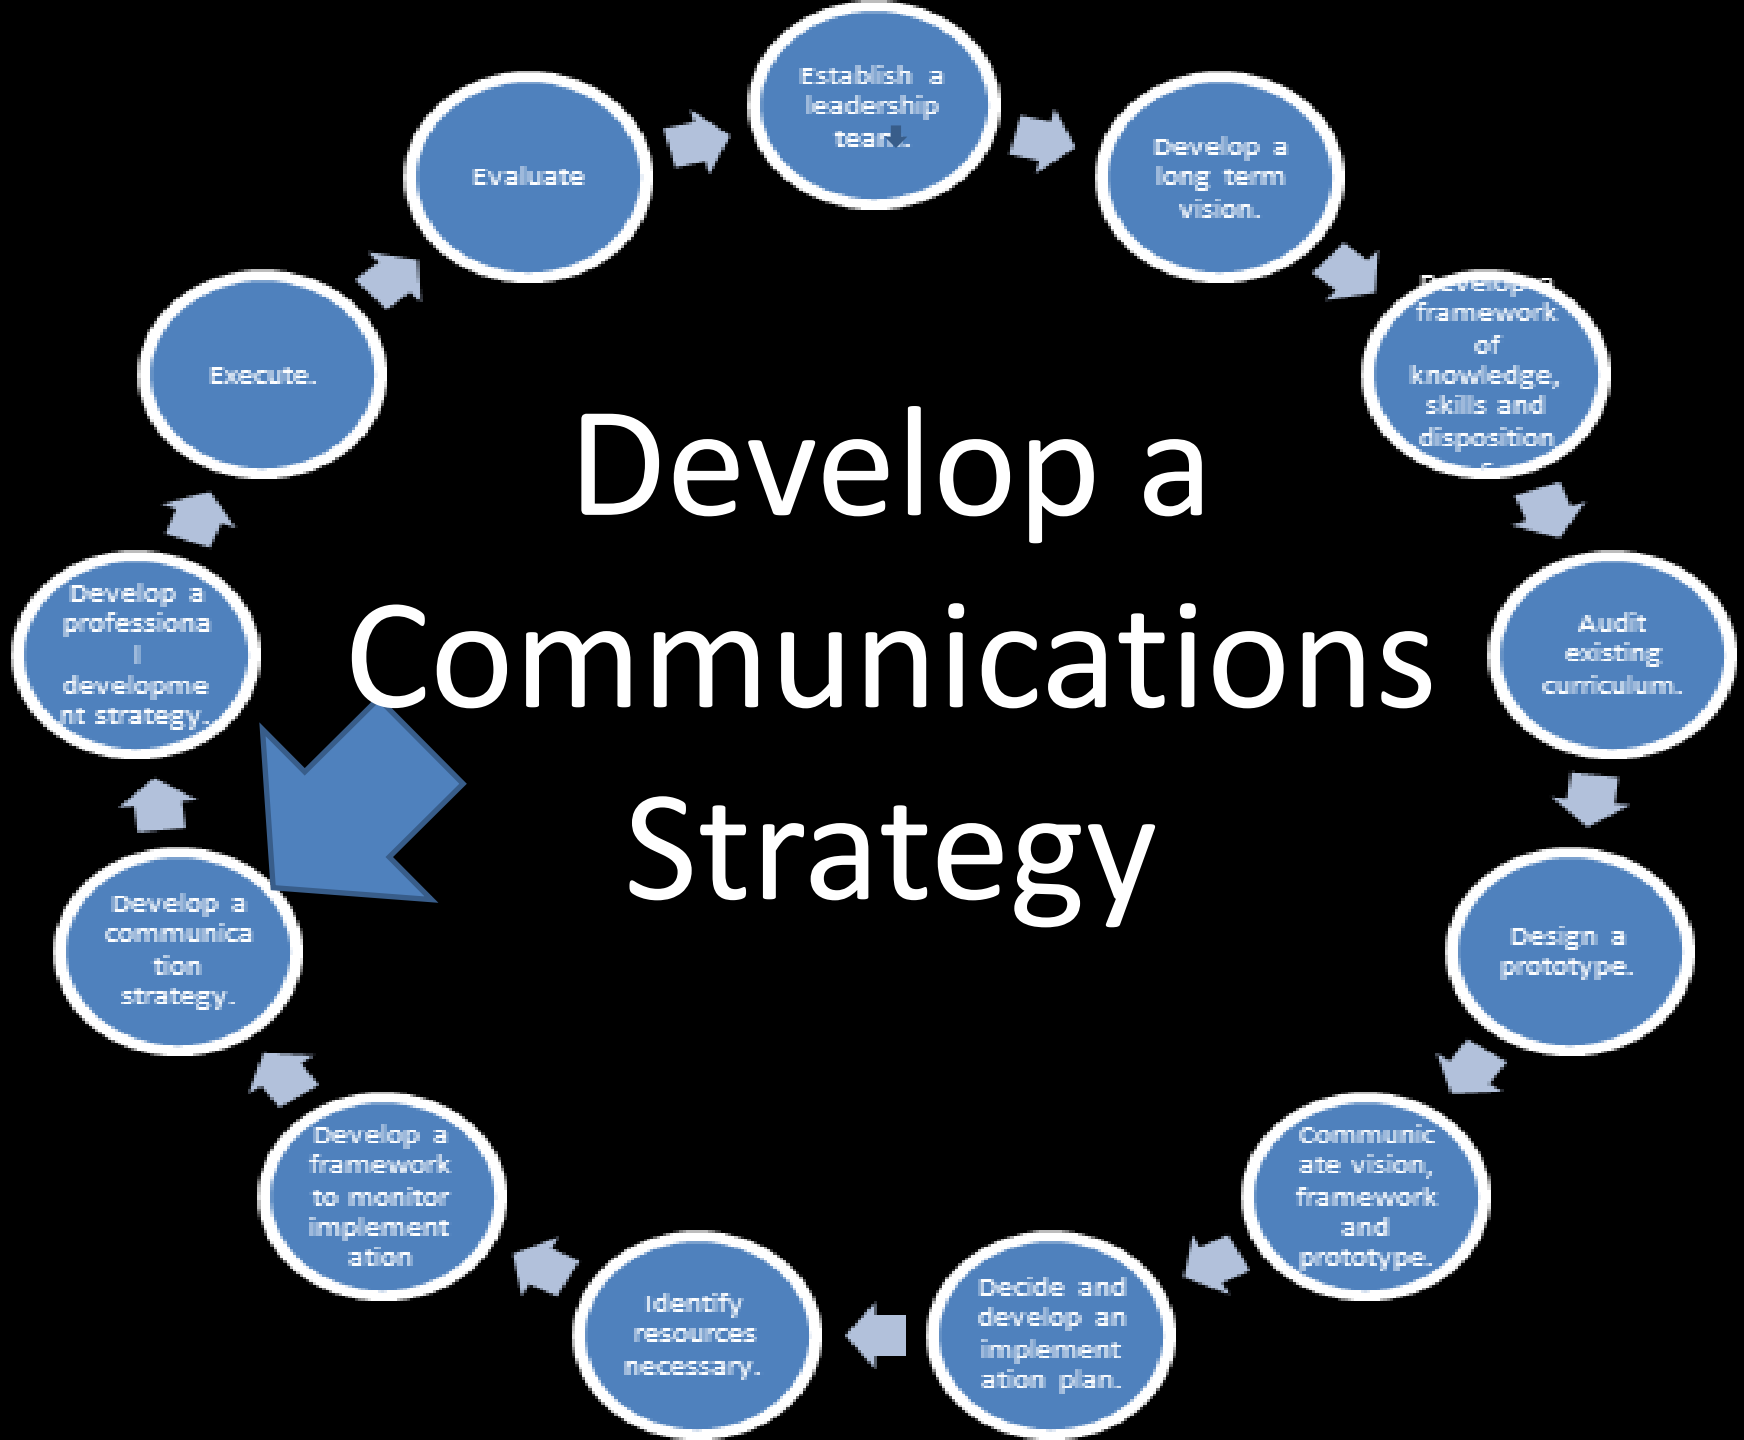 Establish a
leadership
team.
Develop a
long term
vision.
Develop a
framework
of
knowledge,
skills and
disposition
s
Audit
existing
curriculum.
Design a
prototype.
Communic
ate vision,
framework
and
prototype.
Decide and
develop an
implement
ation plan.
Identify
resources
necessary.
Develop a
framework
to monitor
implement
ation
Develop a
communica
tion
strategy.
Develop a
professiona
l
developme
nt strategy.
Execute.
Evaluate
Develop a
Communications
Strategy